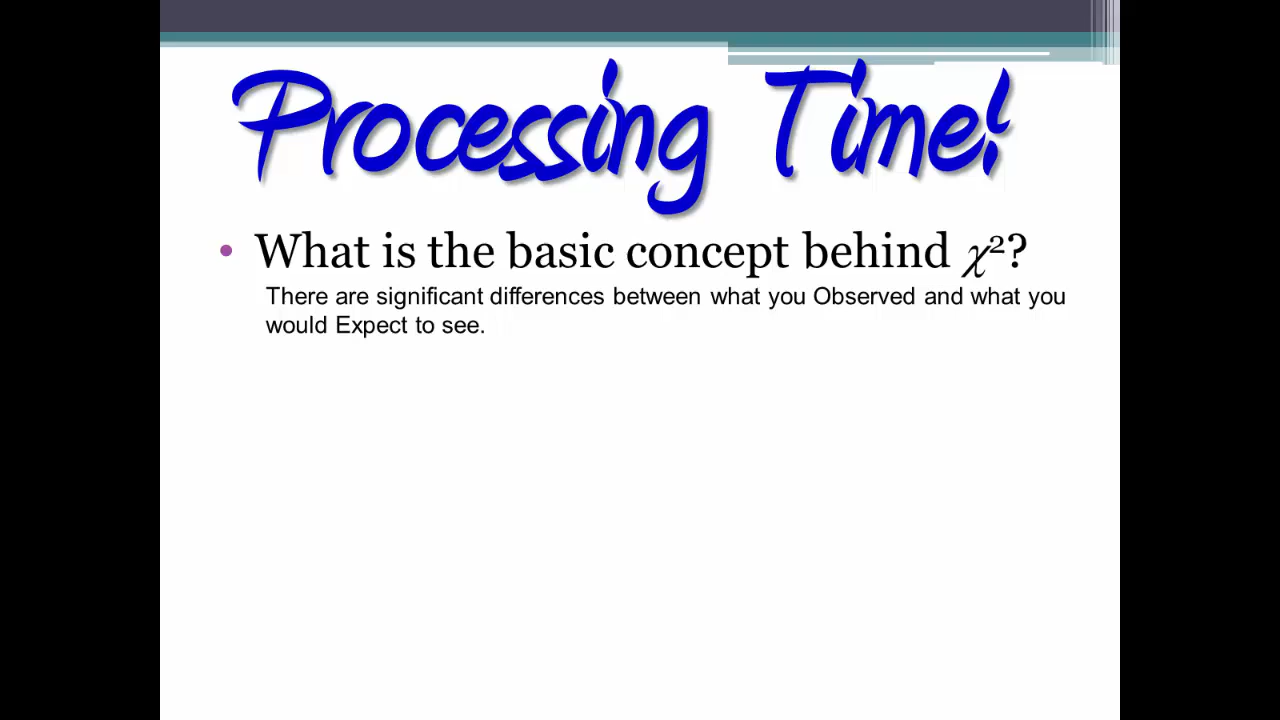 Processing Time!
• What is the basic concept behind χ²?
There are significant differences between what you Observed and what you
would Expect to see.